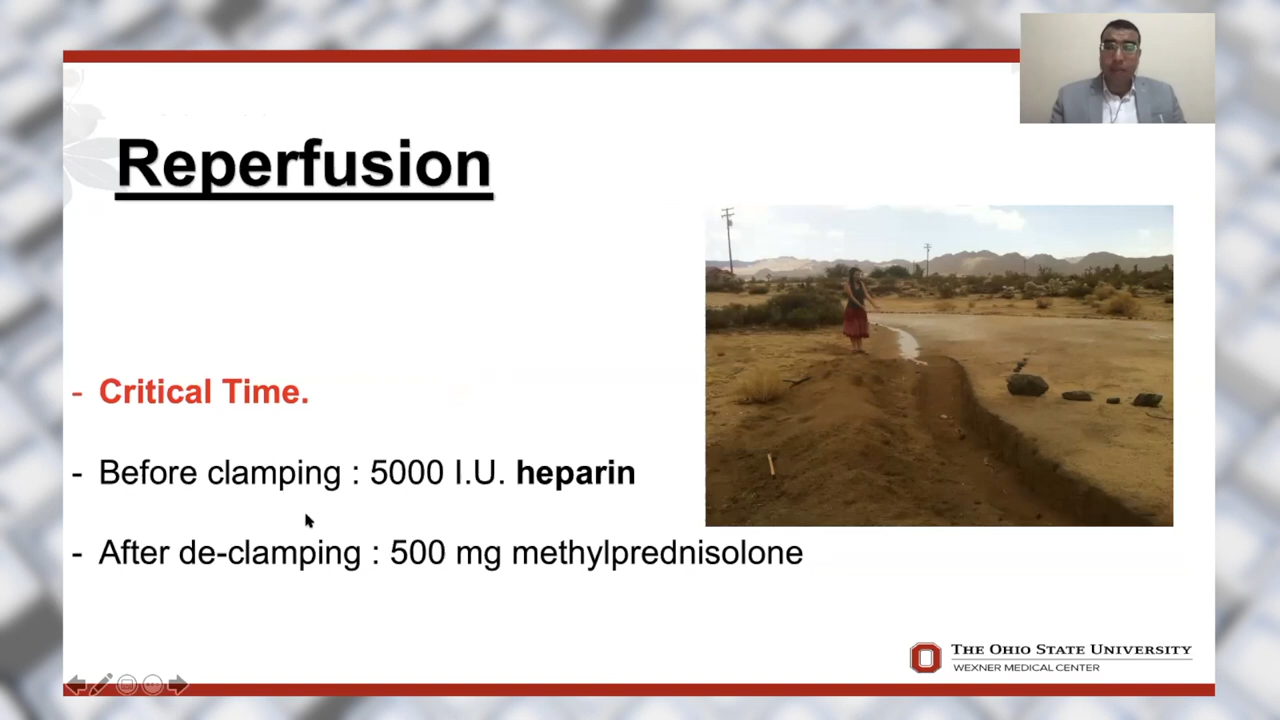 Reperfusion
- Critical Time.
- Before clamping : 5000 I.U. heparin
- After de-clamping : 500 mg methylprednisolone
THE OHIO STATE UNIVERSITY
WEXNER MEDICAL CENTER